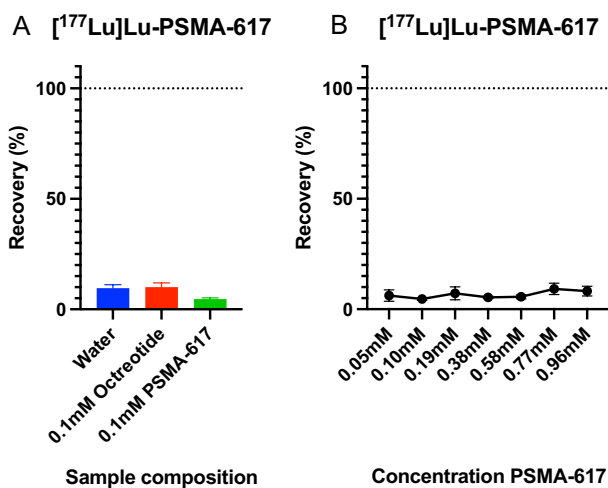 A [¹⁷⁷Lu]Lu-PSMA-617
Recovery (%)
100
50
0
Water
0.1mM Octreotide
0.1mM PSMA-617
Sample composition
B [¹⁷⁷Lu]Lu-PSMA-617
Recovery (%)
100
50
0
0.05mM
0.10mM
0.19mM
0.38mM
0.58mM
0.77mM
0.96mM
Concentration PSMA-617